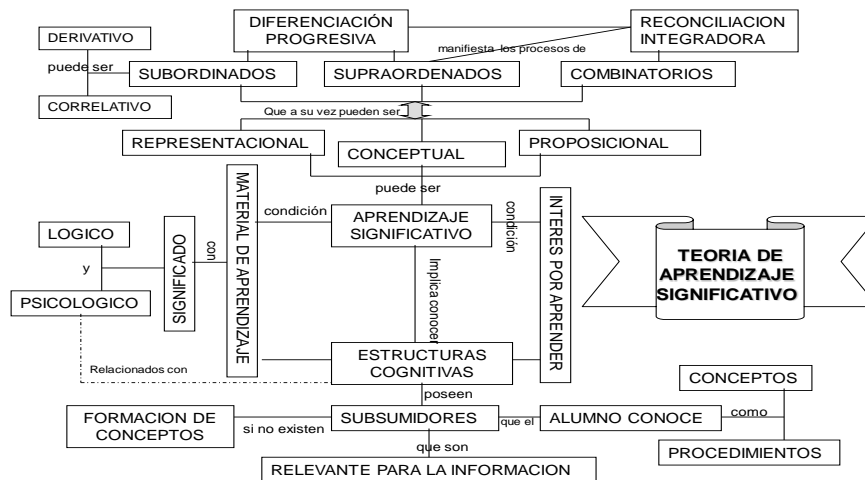 DIFERENCIACIÓN
PROGRESIVA
RECONCILIACION
INTEGRADORA
DERIVATIVO
manifiesta los procesos de
puede ser
SUBORDINADOS
SUPRAORDENADOS
COMBINATORIOS
CORRELATIVO
Que a su vez pueden ser
REPRESENTACIONAL
CONCEPTUAL
PROPOSICIONAL
puede ser
MATERIAL DE APRENDIZAJE
condición
APRENDIZAJE
SIGNIFICATIVO
condición
INTERES POR APRENDER
LOGICO
y
PSICOLOGICO
SIGNIFICADO
con
Implica conocer
TEORIA DE
APRENDIZAJE
SIGNIFICATIVO
Relacionados con
ESTRUCTURAS
COGNITIVAS
poseen
CONCEPTOS
FORMACION DE
CONCEPTOS
si no existen
SUBSUMIDORES
que el
ALUMNO CONOCE
como
PROCEDIMIENTOS
que son
RELEVANTE PARA LA INFORMACION